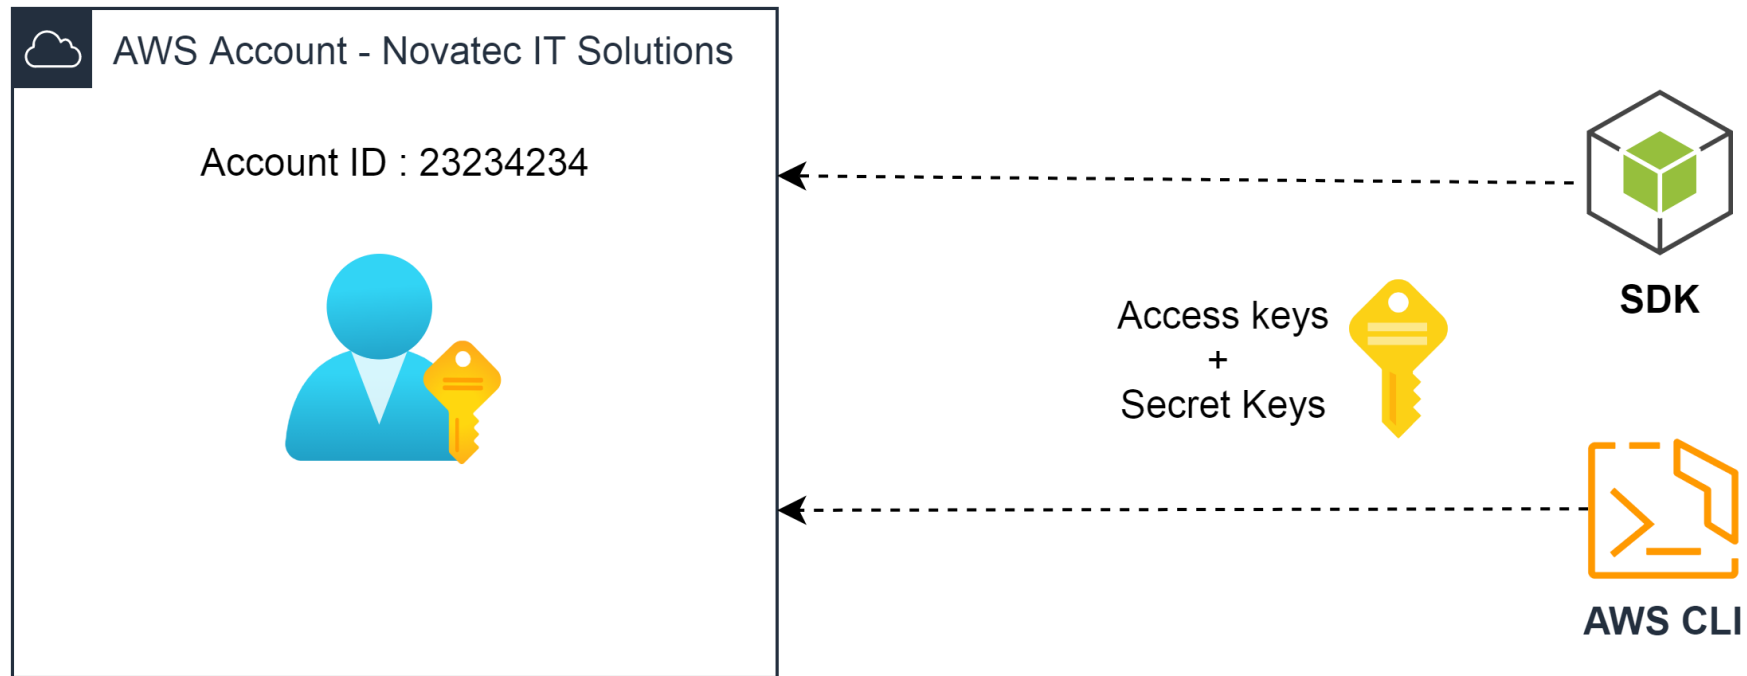 AWS Account - Novatec IT Solutions
Account ID : 23234234
Access keys
+
Secret Keys
SDK
AWS CLI